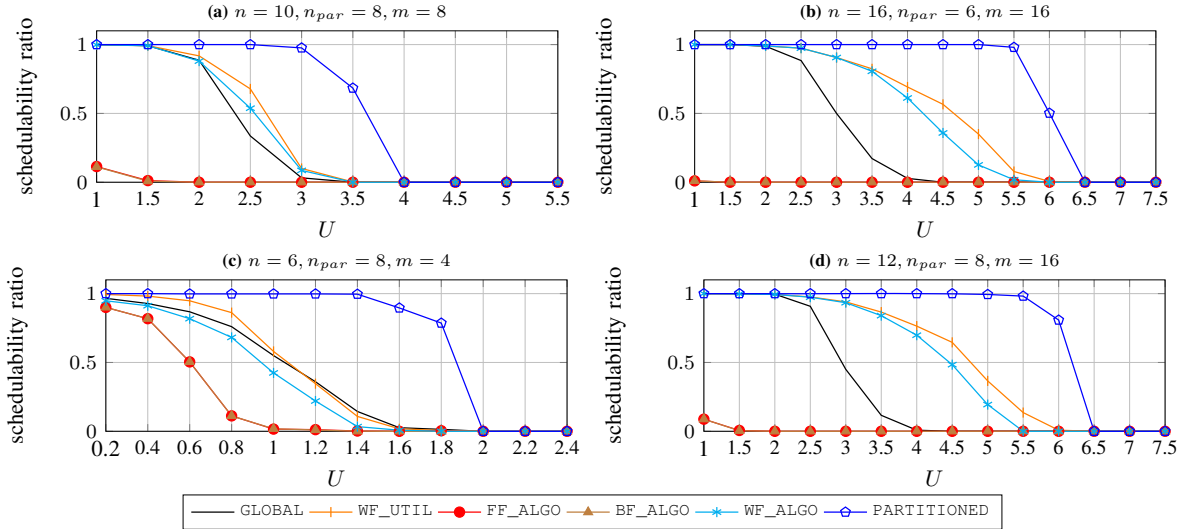 (a) n = 10, n_par = 8, m = 8
schedulability ratio
1
0.5
0
1 1.5 2 2.5 3 3.5 4 4.5 5 5.5
U
(b) n = 16, n_par = 6, m = 16
schedulability ratio
1
0.5
0
1 1.5 2 2.5 3 3.5 4 4.5 5 5.5 6 6.5 7 7.5
U
(c) n = 6, n_par = 8, m = 4
schedulability ratio
1
0.5
0
0.2 0.4 0.6 0.8 1 1.2 1.4 1.6 1.8 2 2.2 2.4
U
(d) n = 12, n_par = 8, m = 16
schedulability ratio
1
0.5
0
1 1.5 2 2.5 3 3.5 4 4.5 5 5.5 6 6.5 7 7.5
U
GLOBAL WF_UTIL FF_ALGO BF_ALGO WF_ALGO PARTITIONED